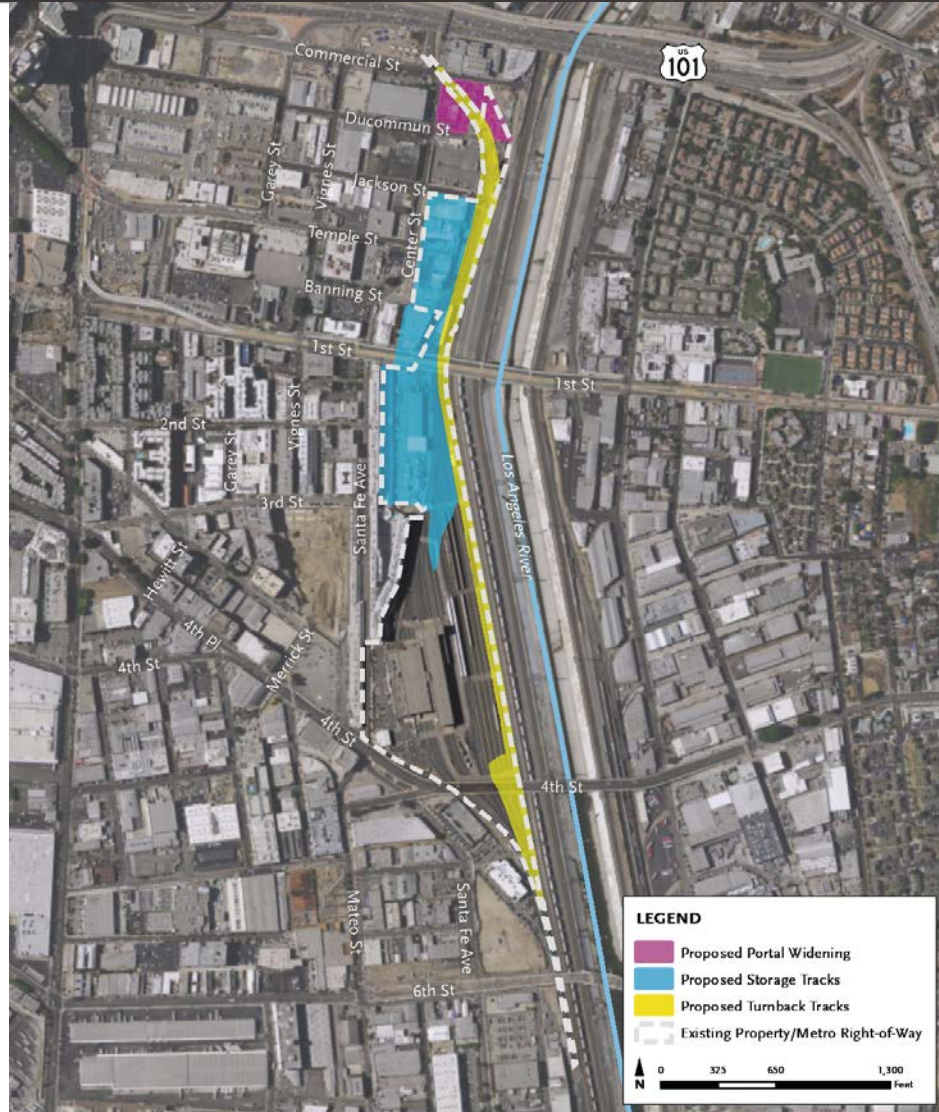 US
101
Commercial St
Ducommun St
Garey St
Vignes St
Jackson St
Temple St
Center St
Banning St
1st St
1st St
2nd St
Garey St
Vignes St
3rd St
Santa Fe Ave
Los Angeles River
Hewitt St
4th Pl
4th St
Merrick St
4th St
4th St
Mateo St
Santa Fe Ave
6th St
LEGEND
Proposed Portal Widening
Proposed Storage Tracks
Proposed Turnback Tracks
Existing Property/Metro Right-of-Way
N
0 325 650 1,300
Feet